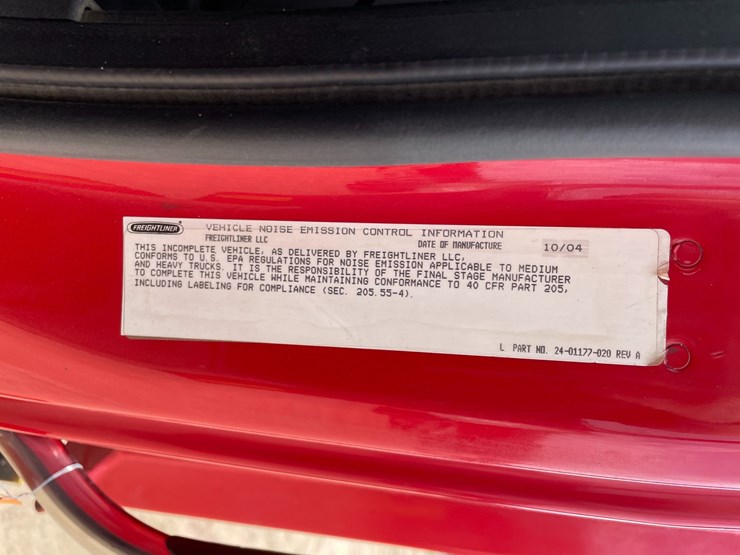 FREIGHTLINER
VEHICLE NOISE EMISSION CONTROL INFORMATION
FREIGHTLINER LLC DATE OF MANUFACTURE 10/04
THIS INCOMPLETE VEHICLE, AS DELIVERED BY FREIGHTLINER LLC,
CONFORMS TO U.S. EPA REGULATIONS FOR NOISE EMISSION APPLICABLE TO MEDIUM
AND HEAVY TRUCKS. IT IS THE RESPONSIBILITY OF THE FINAL STAGE MANUFACTURER
TO COMPLETE THIS VEHICLE WHILE MAINTAINING CONFORMANCE TO 40 CFR PART 205,
INCLUDING LABELING FOR COMPLIANCE (SEC. 205.55-4).
L PART NO. 24-01177-020 REV A